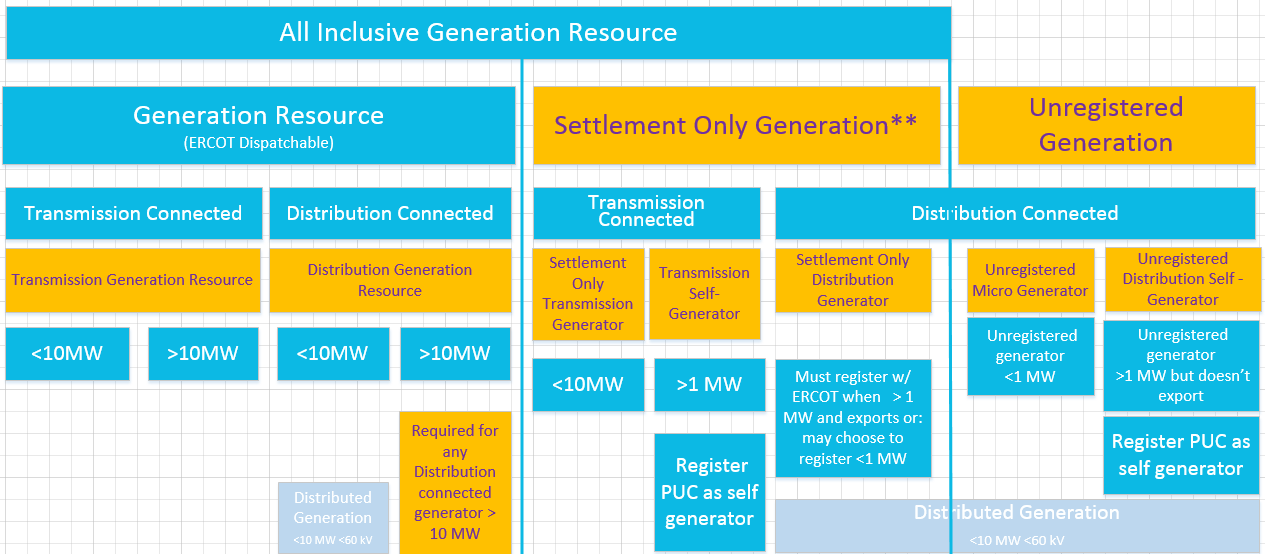 All Inclusive Generation Resource
Generation Resource
(ERCOT Dispatchable)
Settlement Only Generation**
Unregistered
Generation
Transmission Connected
Distribution Connected
Transmission
Connected
Distribution Connected
Transmission Generation Resource
Distribution Generation
Resource
Settlement
Only
Transmission
Generator
Transmission
Self-
Generator
Settlement Only
Distribution
Generator
Unregistered
Micro Generator
Unregistered
Distribution Self -
Generator
<10MW
>10MW
<10MW
>10MW
<10MW
>1 MW
Must register w/
ERCOT when > 1
MW and exports or:
may choose to
register <1 MW
Unregistered
generator
<1 MW
Unregistered
generator
>1 MW but doesn't
export
Required for
any
Distribution
connected
generator >
10 MW
Register
PUC as self
generator
Register PUC as
self generator
Distributed
Generation
<10 MW <60 kV
Distributed Generation
<10 MW <60 kV